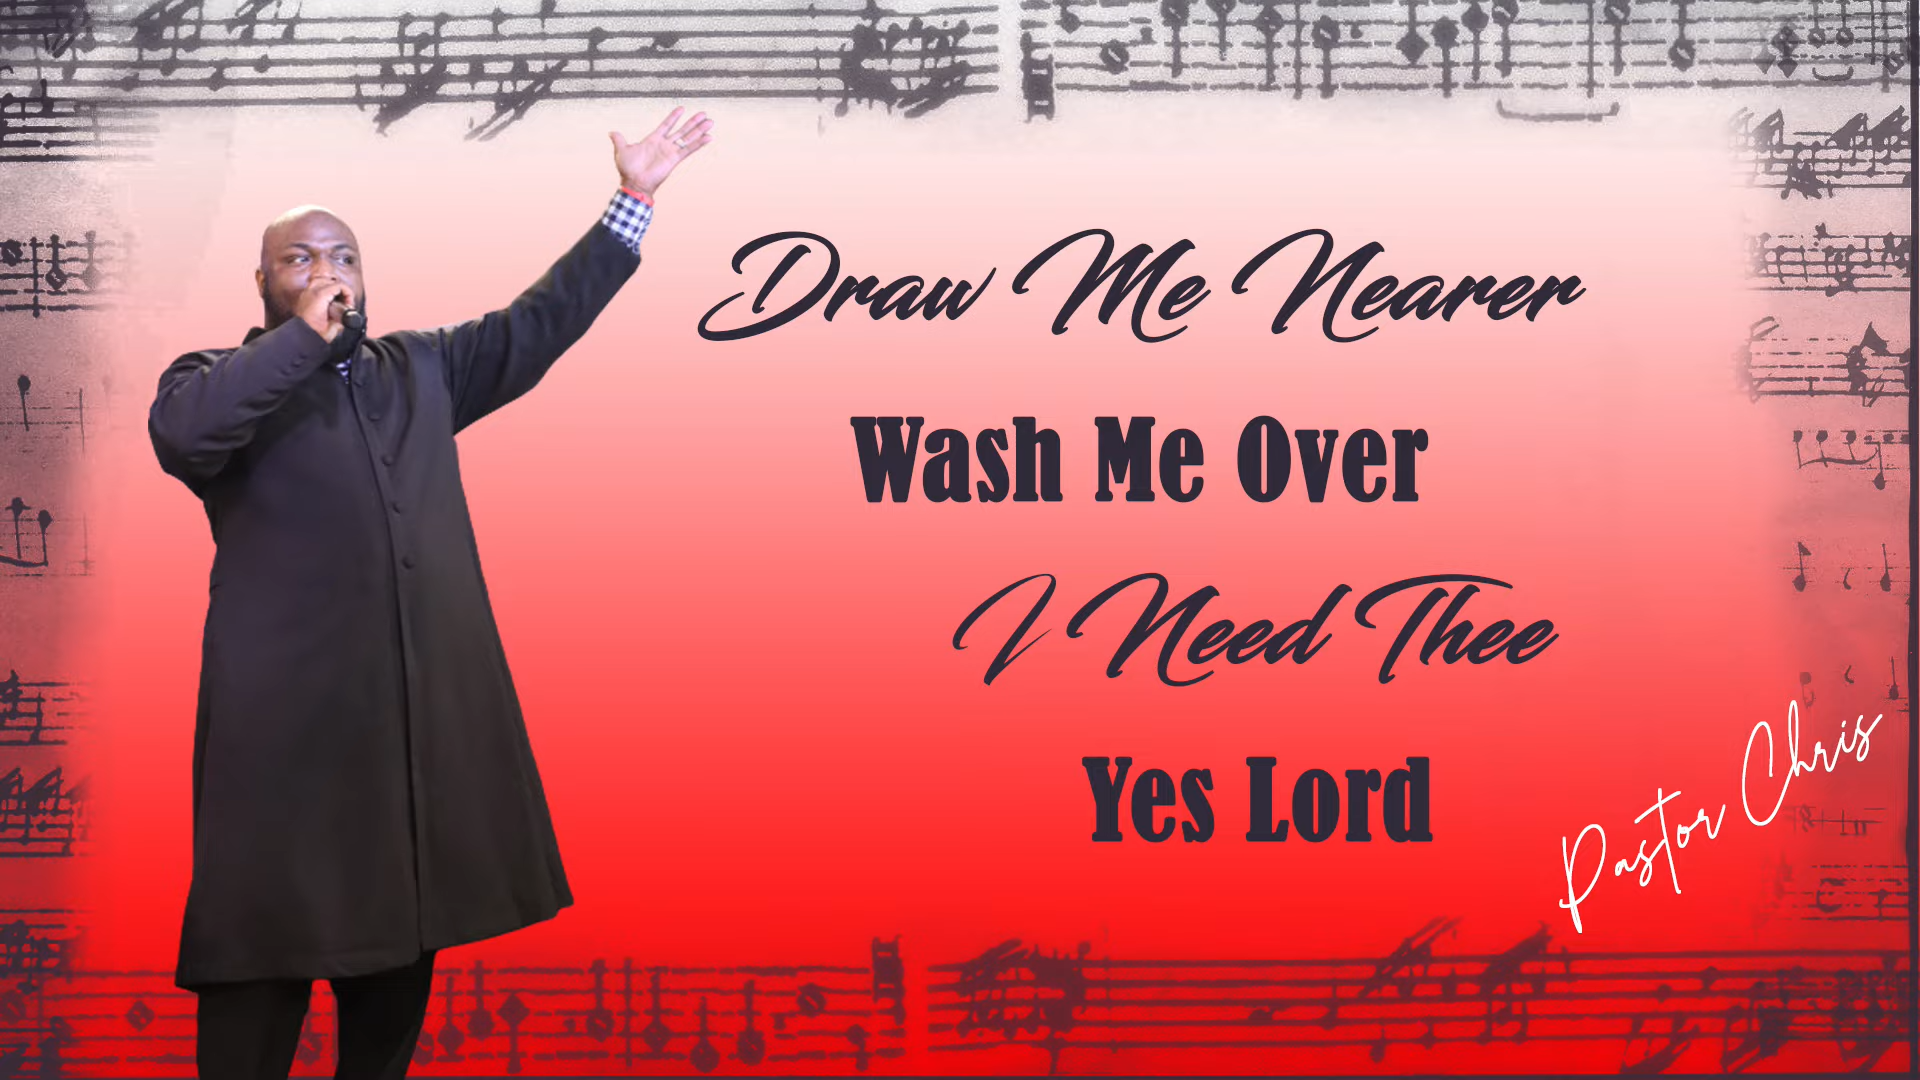 Draw Me Nearer
Wash Me Over
I Need Thee
Yes Lord
Pastor Chris